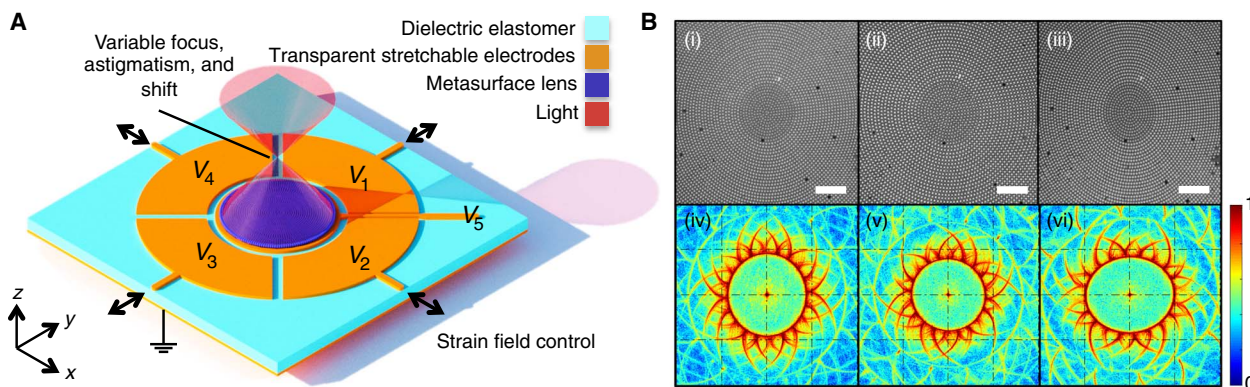 A
Variable focus,
astigmatism, and
shift
Dielectric elastomer
Transparent stretchable electrodes
Metasurface lens
Light
V4
V1
V5
V3
V2
Strain field control
z
y
x
B
(i)
(ii)
(iii)
(iv)
(v)
(vi)
1
0